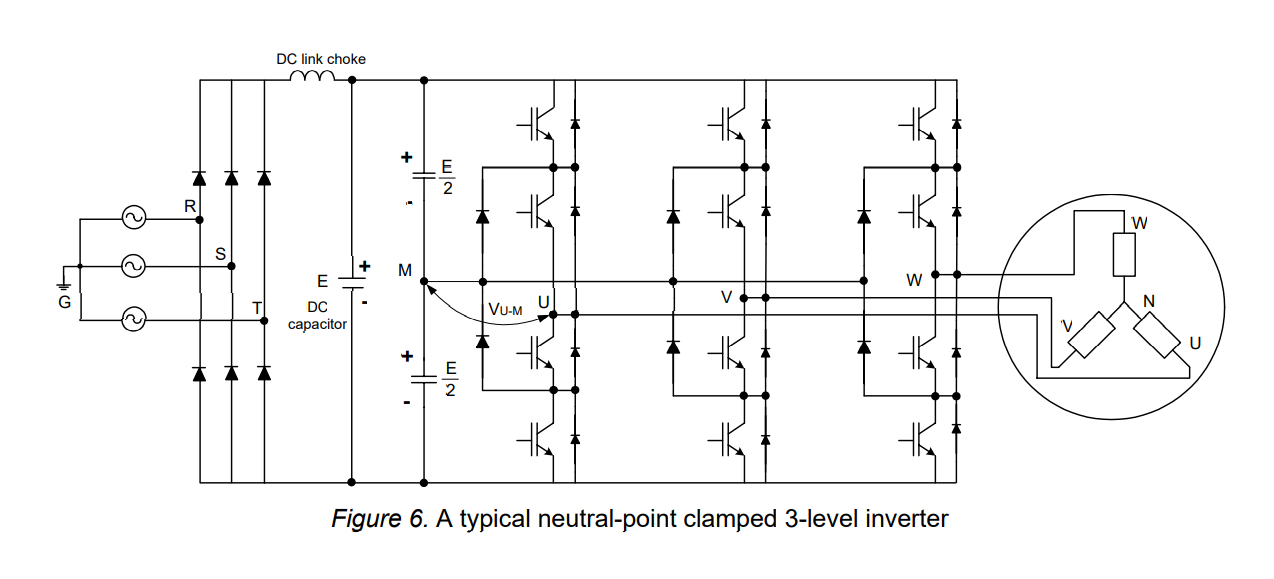 DC link choke
+
E
2
-
R
S
T
G
M
E
+
-
DC
capacitor
VU-M
U
V
W
+
E
2
-
W
N
V
U
Figure 6. A typical neutral-point clamped 3-level inverter